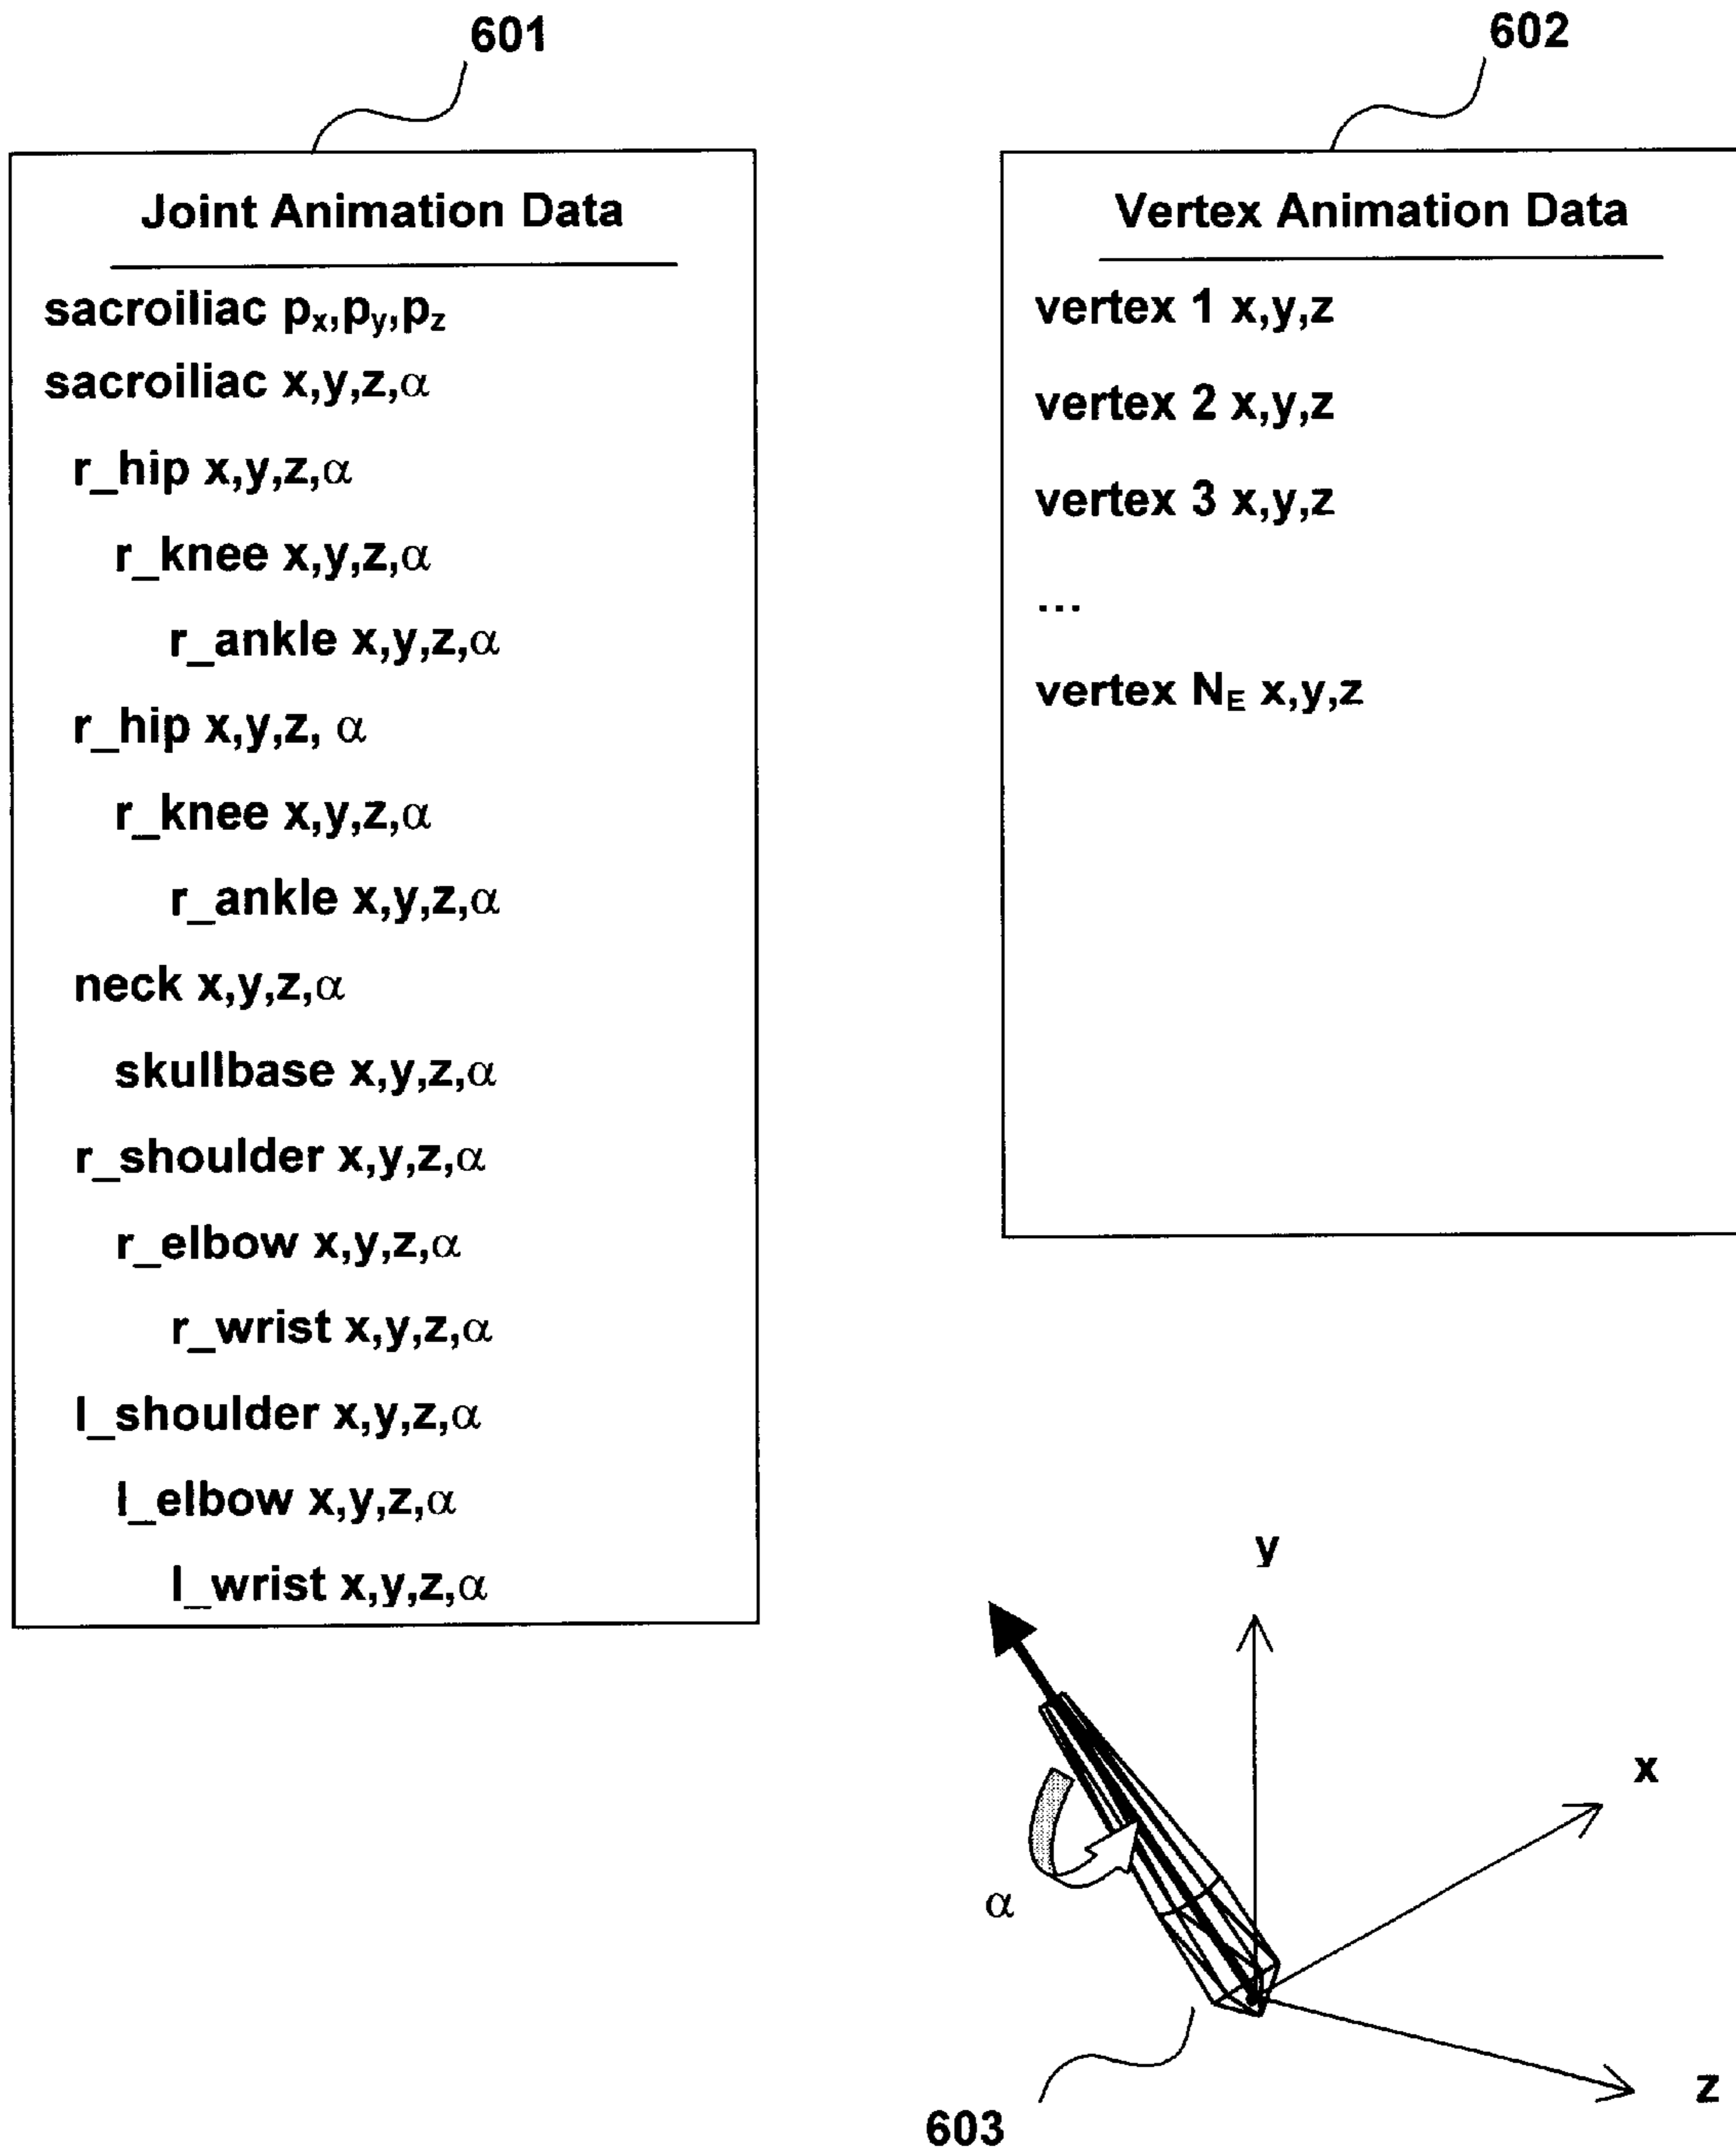 601
Joint Animation Data
sacroiliac px,py,pz
sacroiliac x,y,z,α
r_hip x,y,z,α
r_knee x,y,z,α
r_ankle x,y,z,α
r_hip x,y,z, α
r_knee x,y,z,α
r_ankle x,y,z,α
neck x,y,z,α
skullbase x,y,z,α
r_shoulder x,y,z,α
r_elbow x,y,z,α
r_wrist x,y,z,α
l_shoulder x,y,z,α
l_elbow x,y,z,α
l_wrist x,y,z,α
602
Vertex Animation Data
vertex 1 x,y,z
vertex 2 x,y,z
vertex 3 x,y,z
...
vertex NE x,y,z
y
x
α
z
603